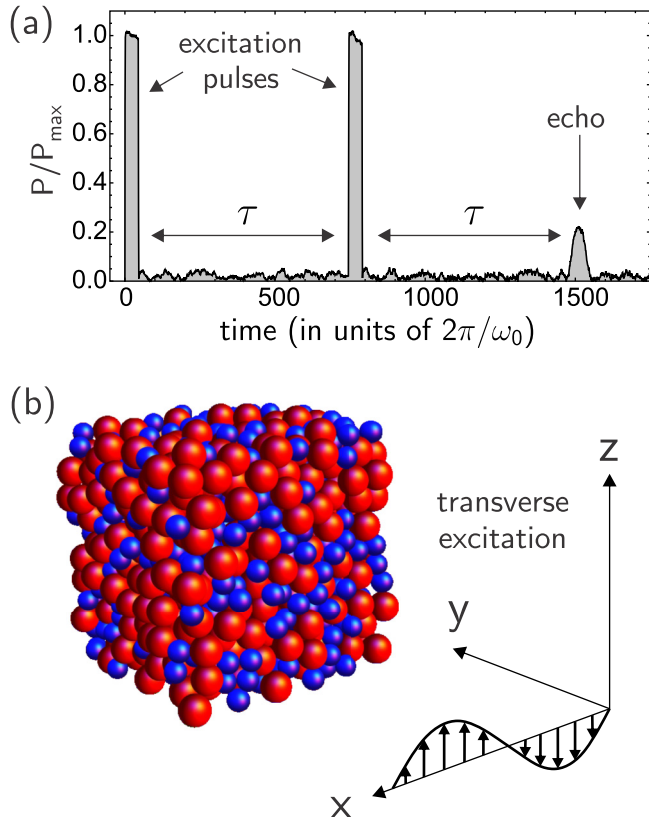 (a)
1.0
0.8
0.6
0.4
0.2
0.0
P/Pmax
excitation
pulses
echo
τ
τ
0
500
1000
1500
time (in units of 2π/ω0)
(b)
z
transverse
excitation
y
x